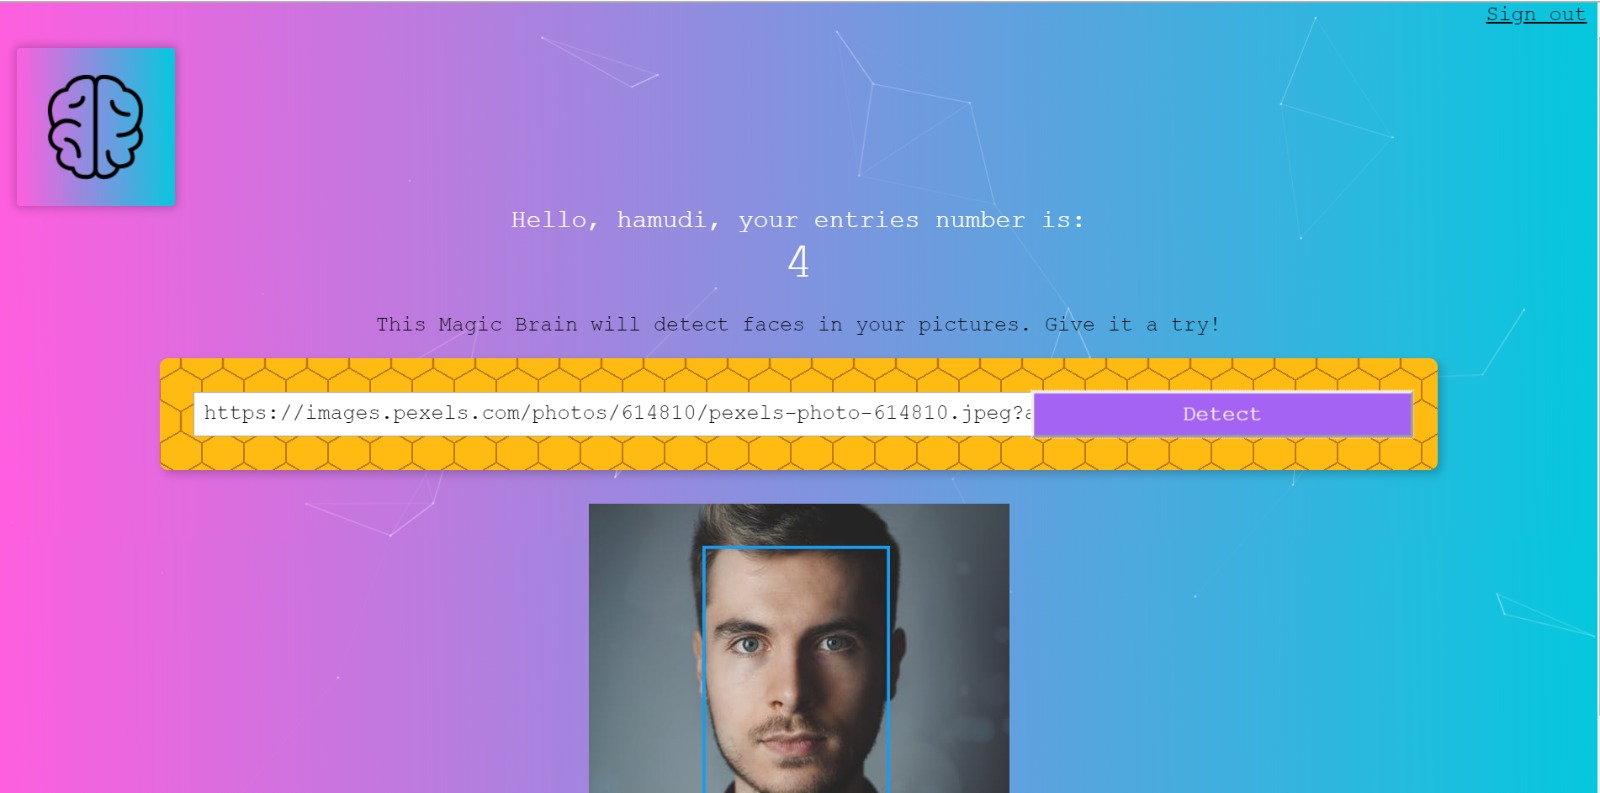 Sign out
Hello, hamudi, your entries number is:
4
This Magic Brain will detect faces in your pictures. Give it a try!
https://images.pexels.com/photos/614810/pexels-photo-614810.jpeg?a
Detect